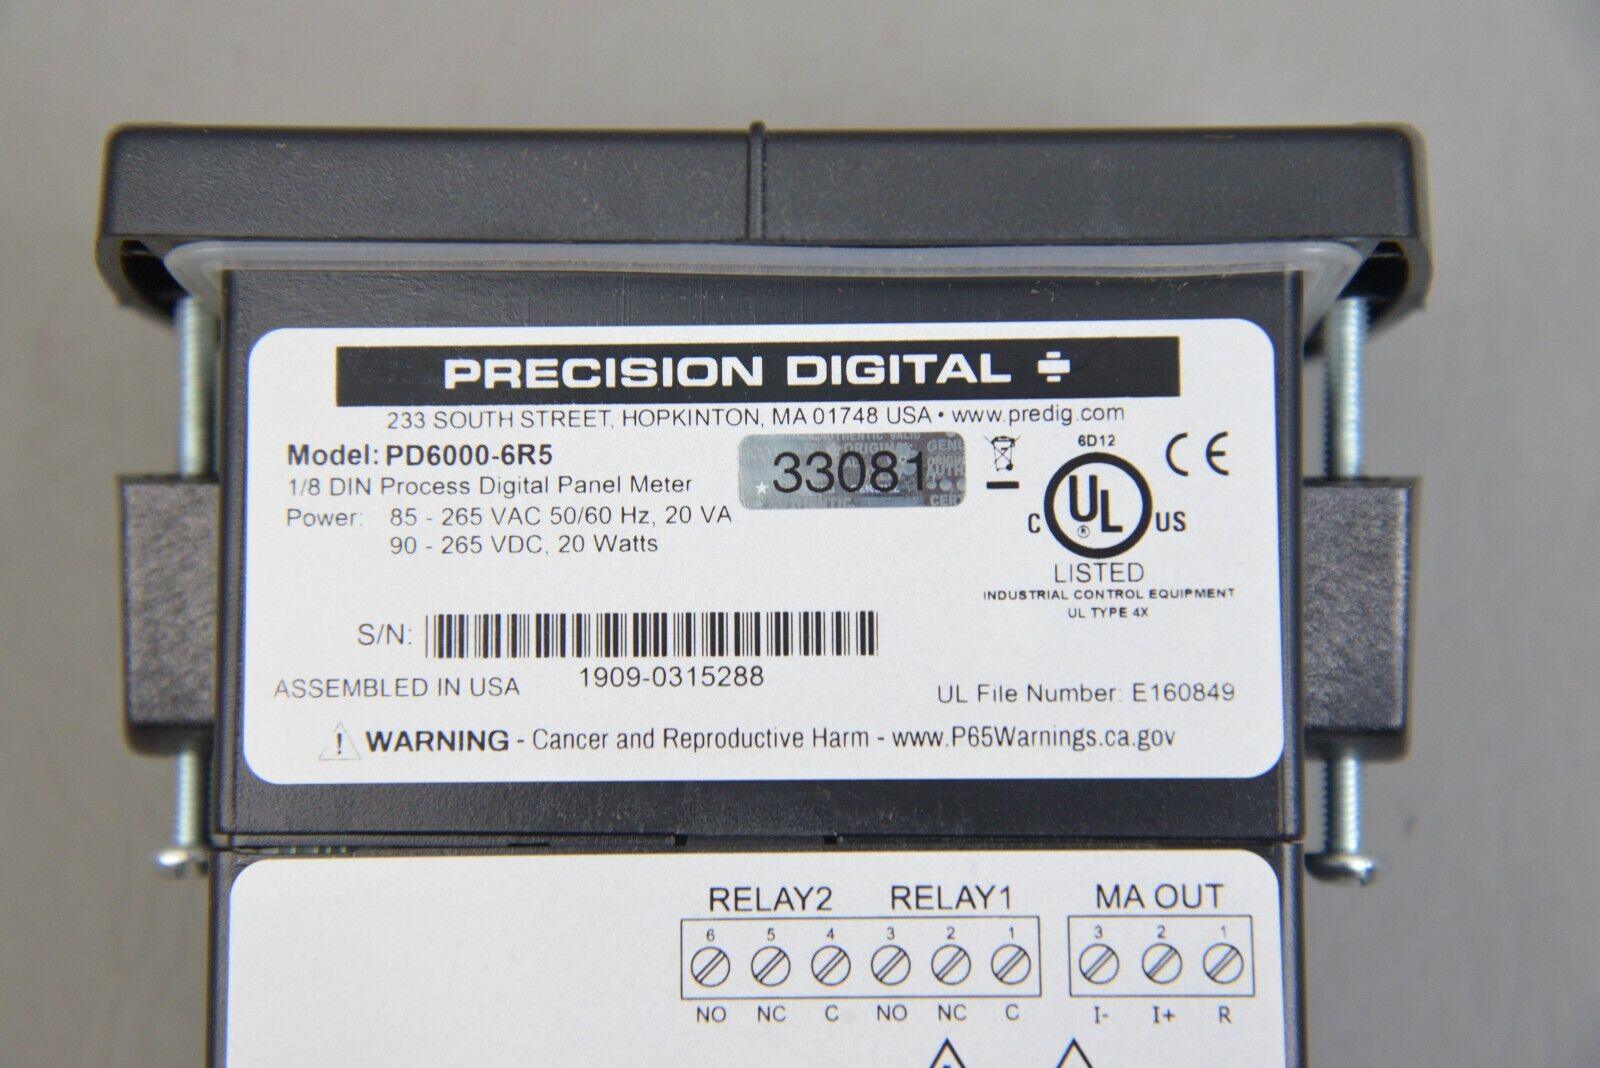 PRECISION DIGITAL
233 SOUTH STREET, HOPKINTON, MA 01748 USA • www.predig.com
Model: PD6000-6R5
1/8 DIN Process Digital Panel Meter
Power: 85 - 265 VAC 50/60 Hz, 20 VA
90 - 265 VDC, 20 Watts
33081
6D12
CE
C UL ® US
LISTED
INDUSTRIAL CONTROL EQUIPMENT
UL TYPE 4X
S/N:
1909-0315288
ASSEMBLED IN USA
UL File Number: E160849
WARNING - Cancer and Reproductive Harm - www.P65Warnings.ca.gov
RELAY2 RELAY1 MA OUT
6 5 4 3 2 1 3 2 1
NO NC C NO NC C I- I+ R